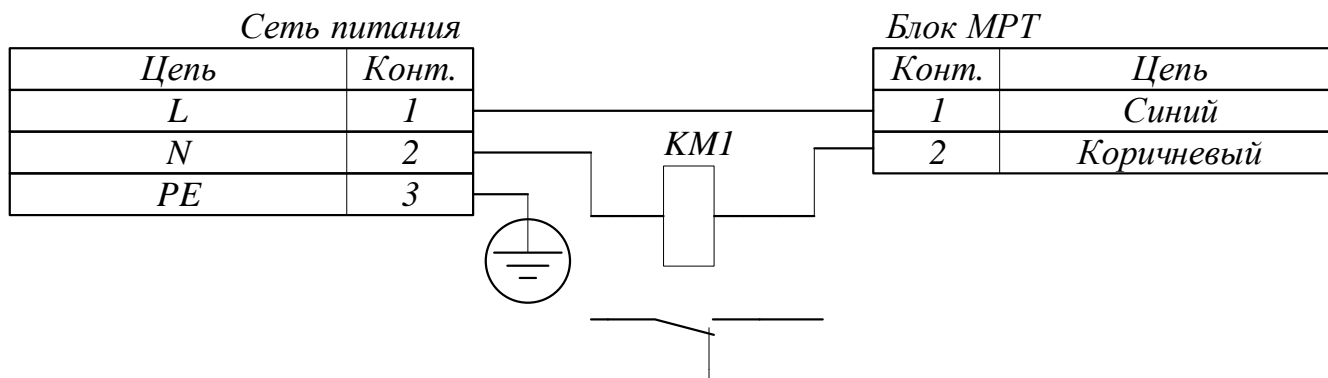 Сеть питания
Цепь Конт.
L 1
N 2
PE 3
KM1
Блок МРТ
Конт. Цепь
1 Синий
2 Коричневый